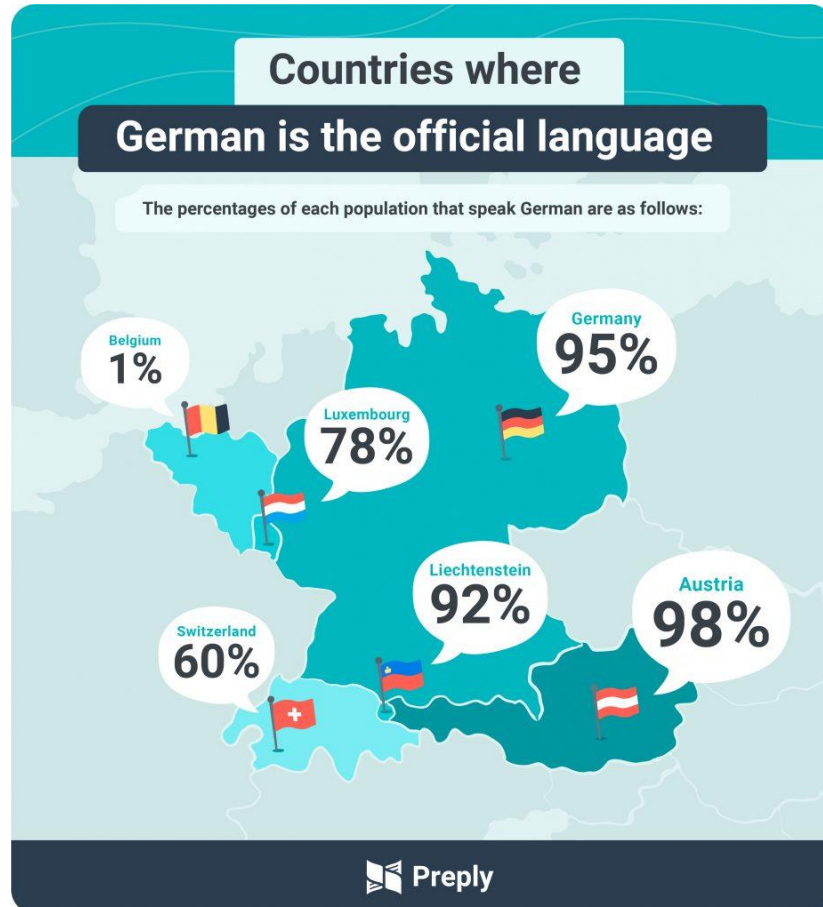 Countries where
German is the official language
The percentages of each population that speak German are as follows:
Germany
95%
Belgium
1%
Luxembourg
78%
Liechtenstein
92%
Austria
98%
Switzerland
60%
Preply